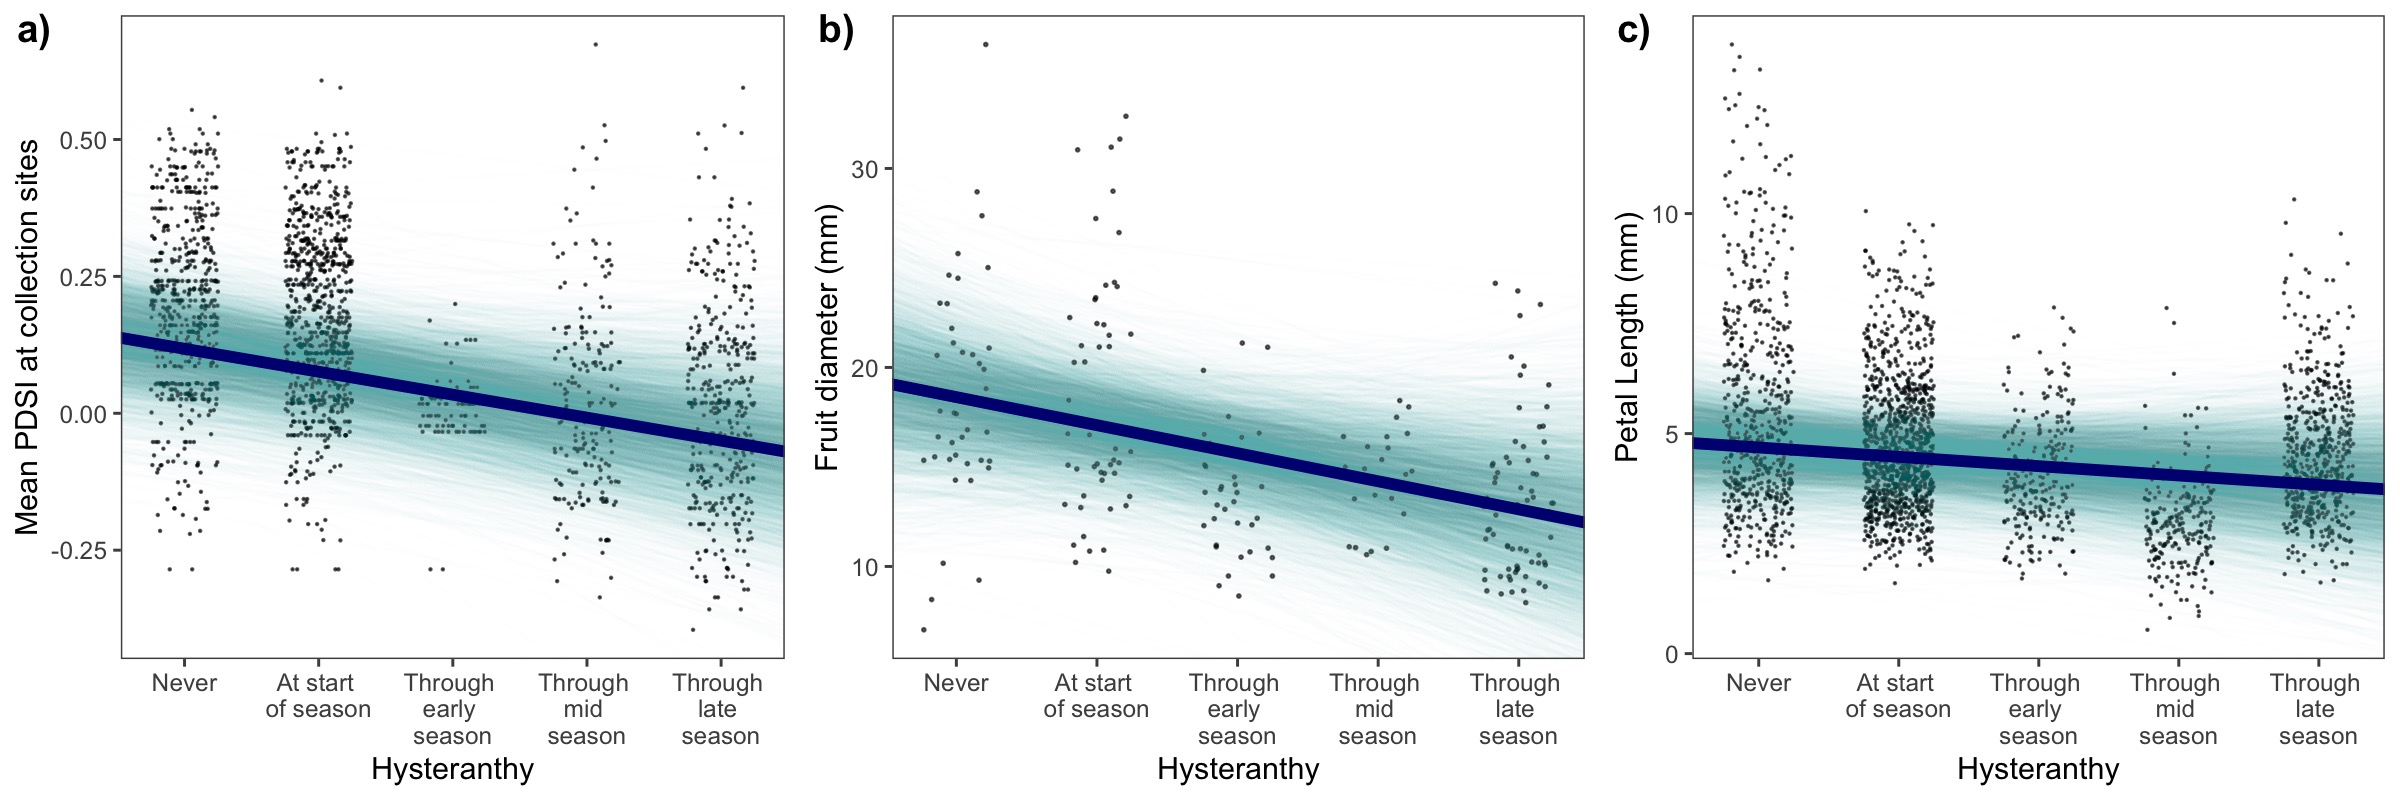 a)
Mean PDSI at collection sites
0.50
0.25
0.00
-0.25
Never
At start
of season
Through
early
season
Through
mid
season
Through
late
season
Hysteranthy
b)
Fruit diameter (mm)
30
20
10
Never
At start
of season
Through
early
season
Through
mid
season
Through
late
season
Hysteranthy
c)
Petal Length (mm)
10
5
0
Never
At start
of season
Through
early
season
Through
mid
season
Through
late
season
Hysteranthy